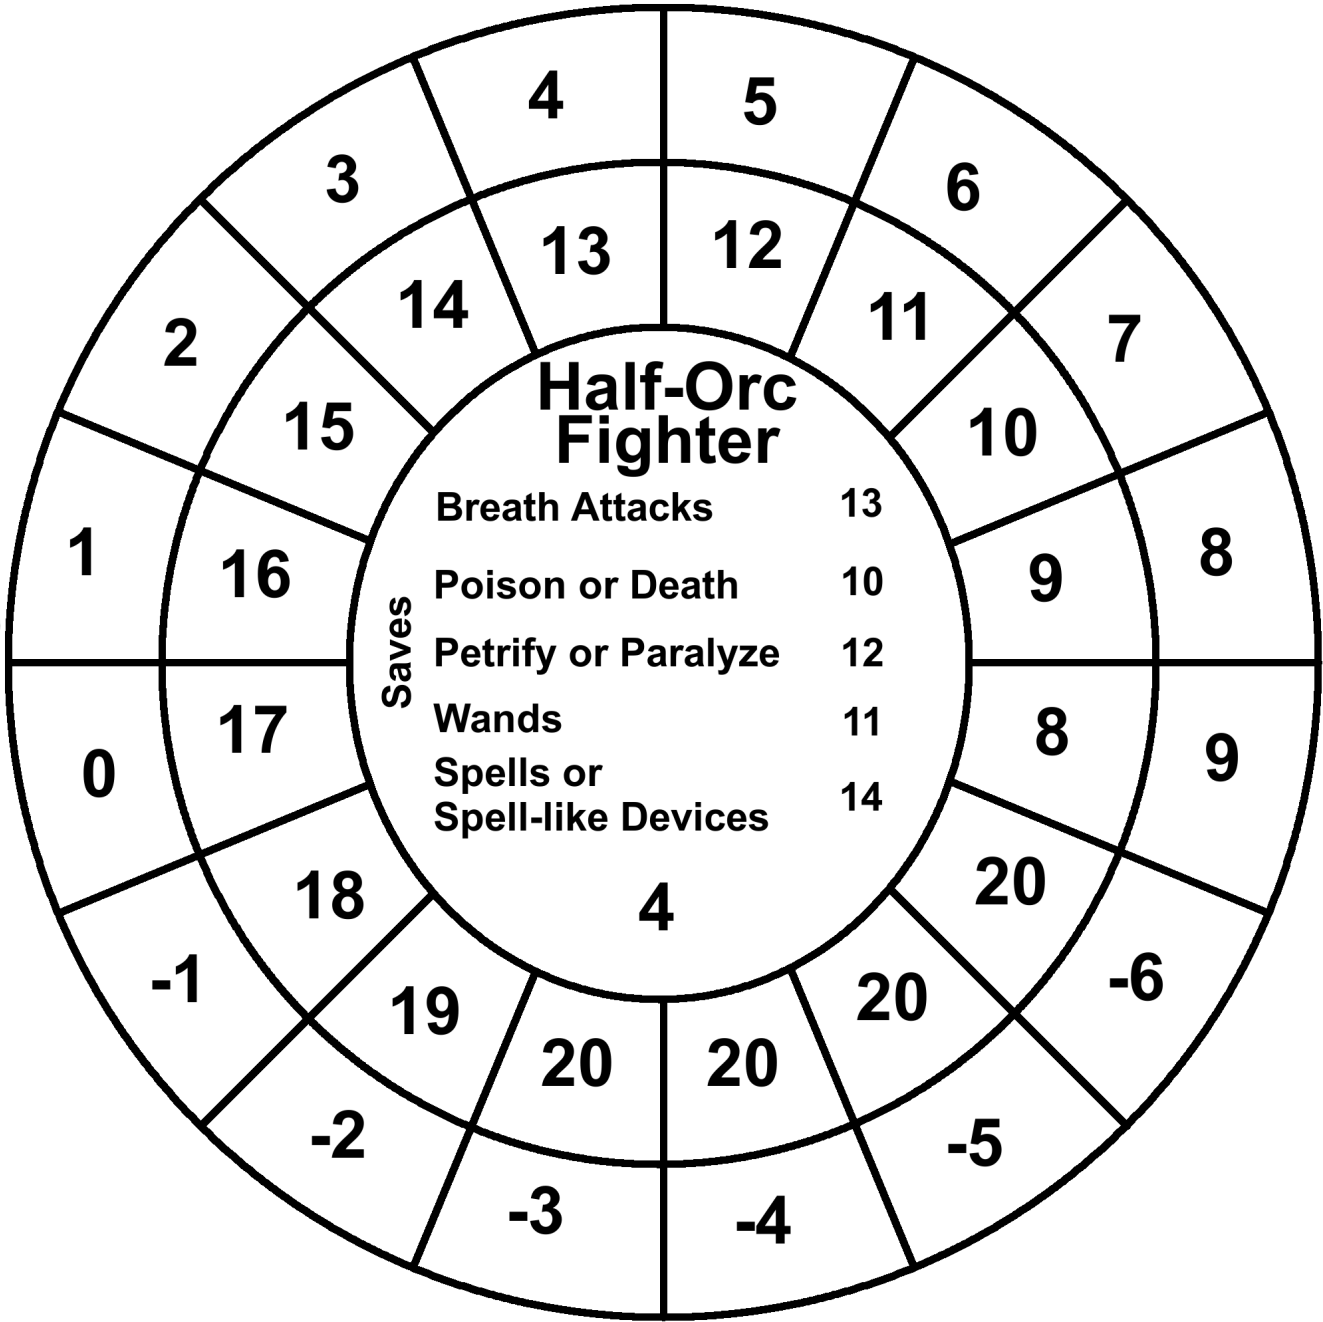 4 5
3 6
2 7
1 8
0 9
-1 -6
-2 -5
-3 -4
13 12
14 11
15 10
16 9
17 8
18 20
19 20
20 20
Half-Orc
Fighter
Saves
Breath Attacks 13
Poison or Death 10
Petrify or Paralyze 12
Wands 11
Spells or
Spell-like Devices 14
4